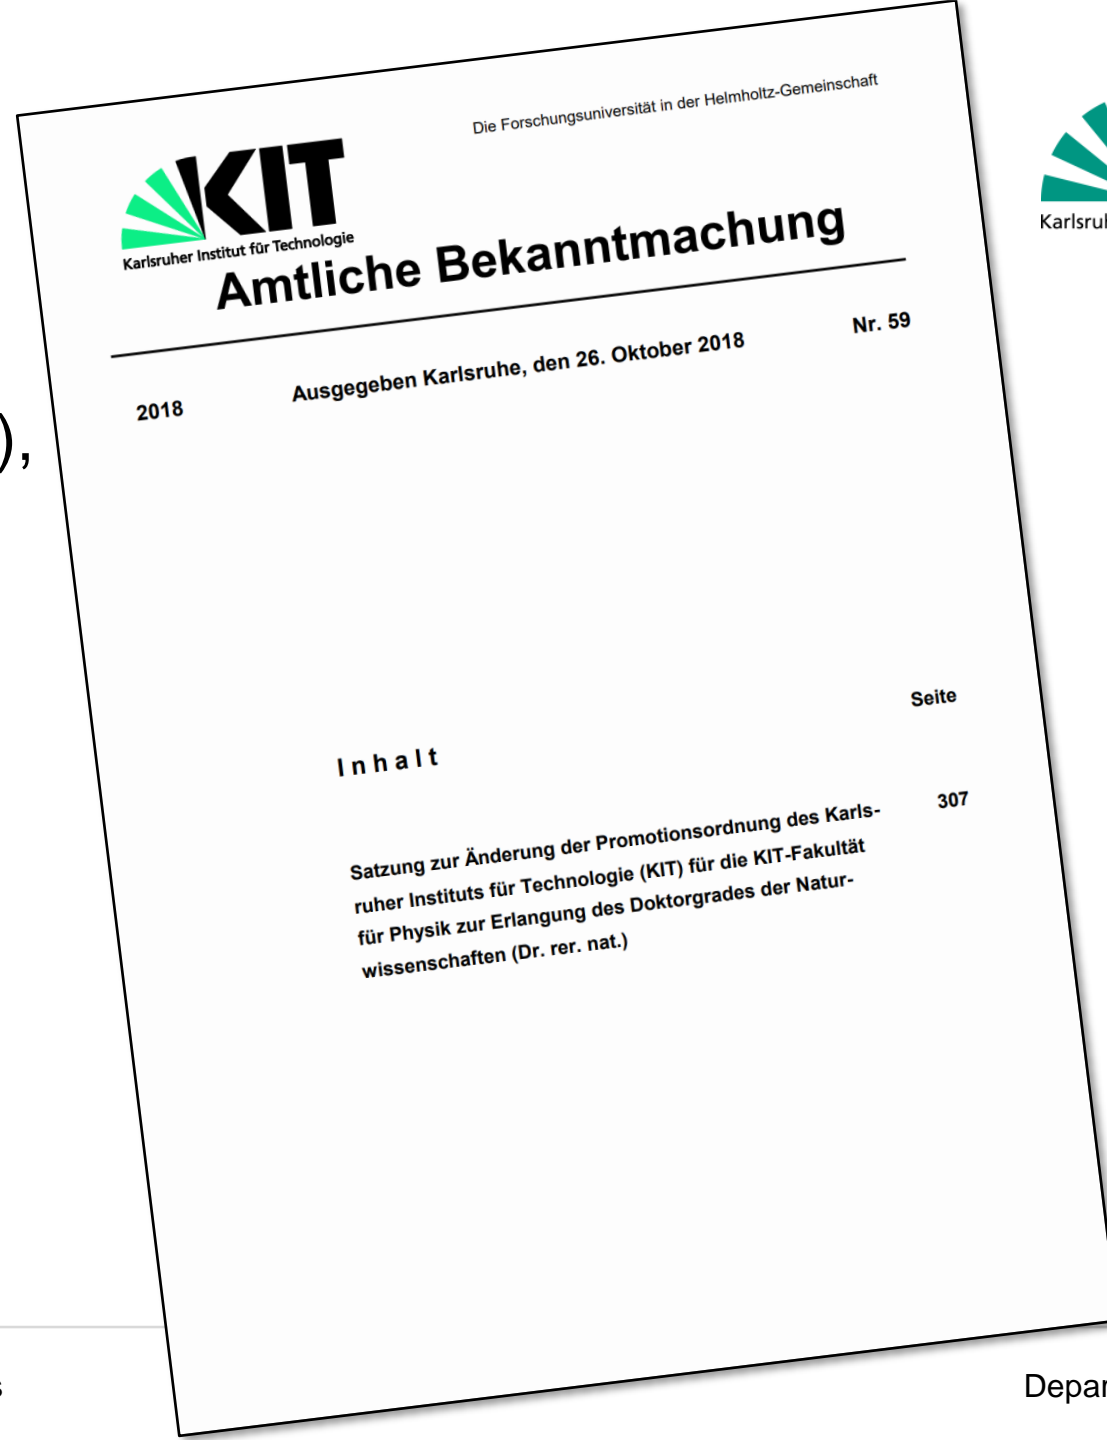 Die Forschungsuniversität in der Helmholtz-Gemeinschaft
KIT
Karlsruher Institut für Technologie
Amtliche Bekanntmachung
2018 Ausgegeben Karlsruhe, den 26. Oktober 2018 Nr. 59
),
Inhalt Seite
Satzung zur Änderung der Promotionsordnung des Karls- 307
ruher Instituts für Technologie (KIT) für die KIT-Fakultät
für Physik zur Erlangung des Doktorgrades der Natur-
wissenschaften (Dr. rer. nat.)